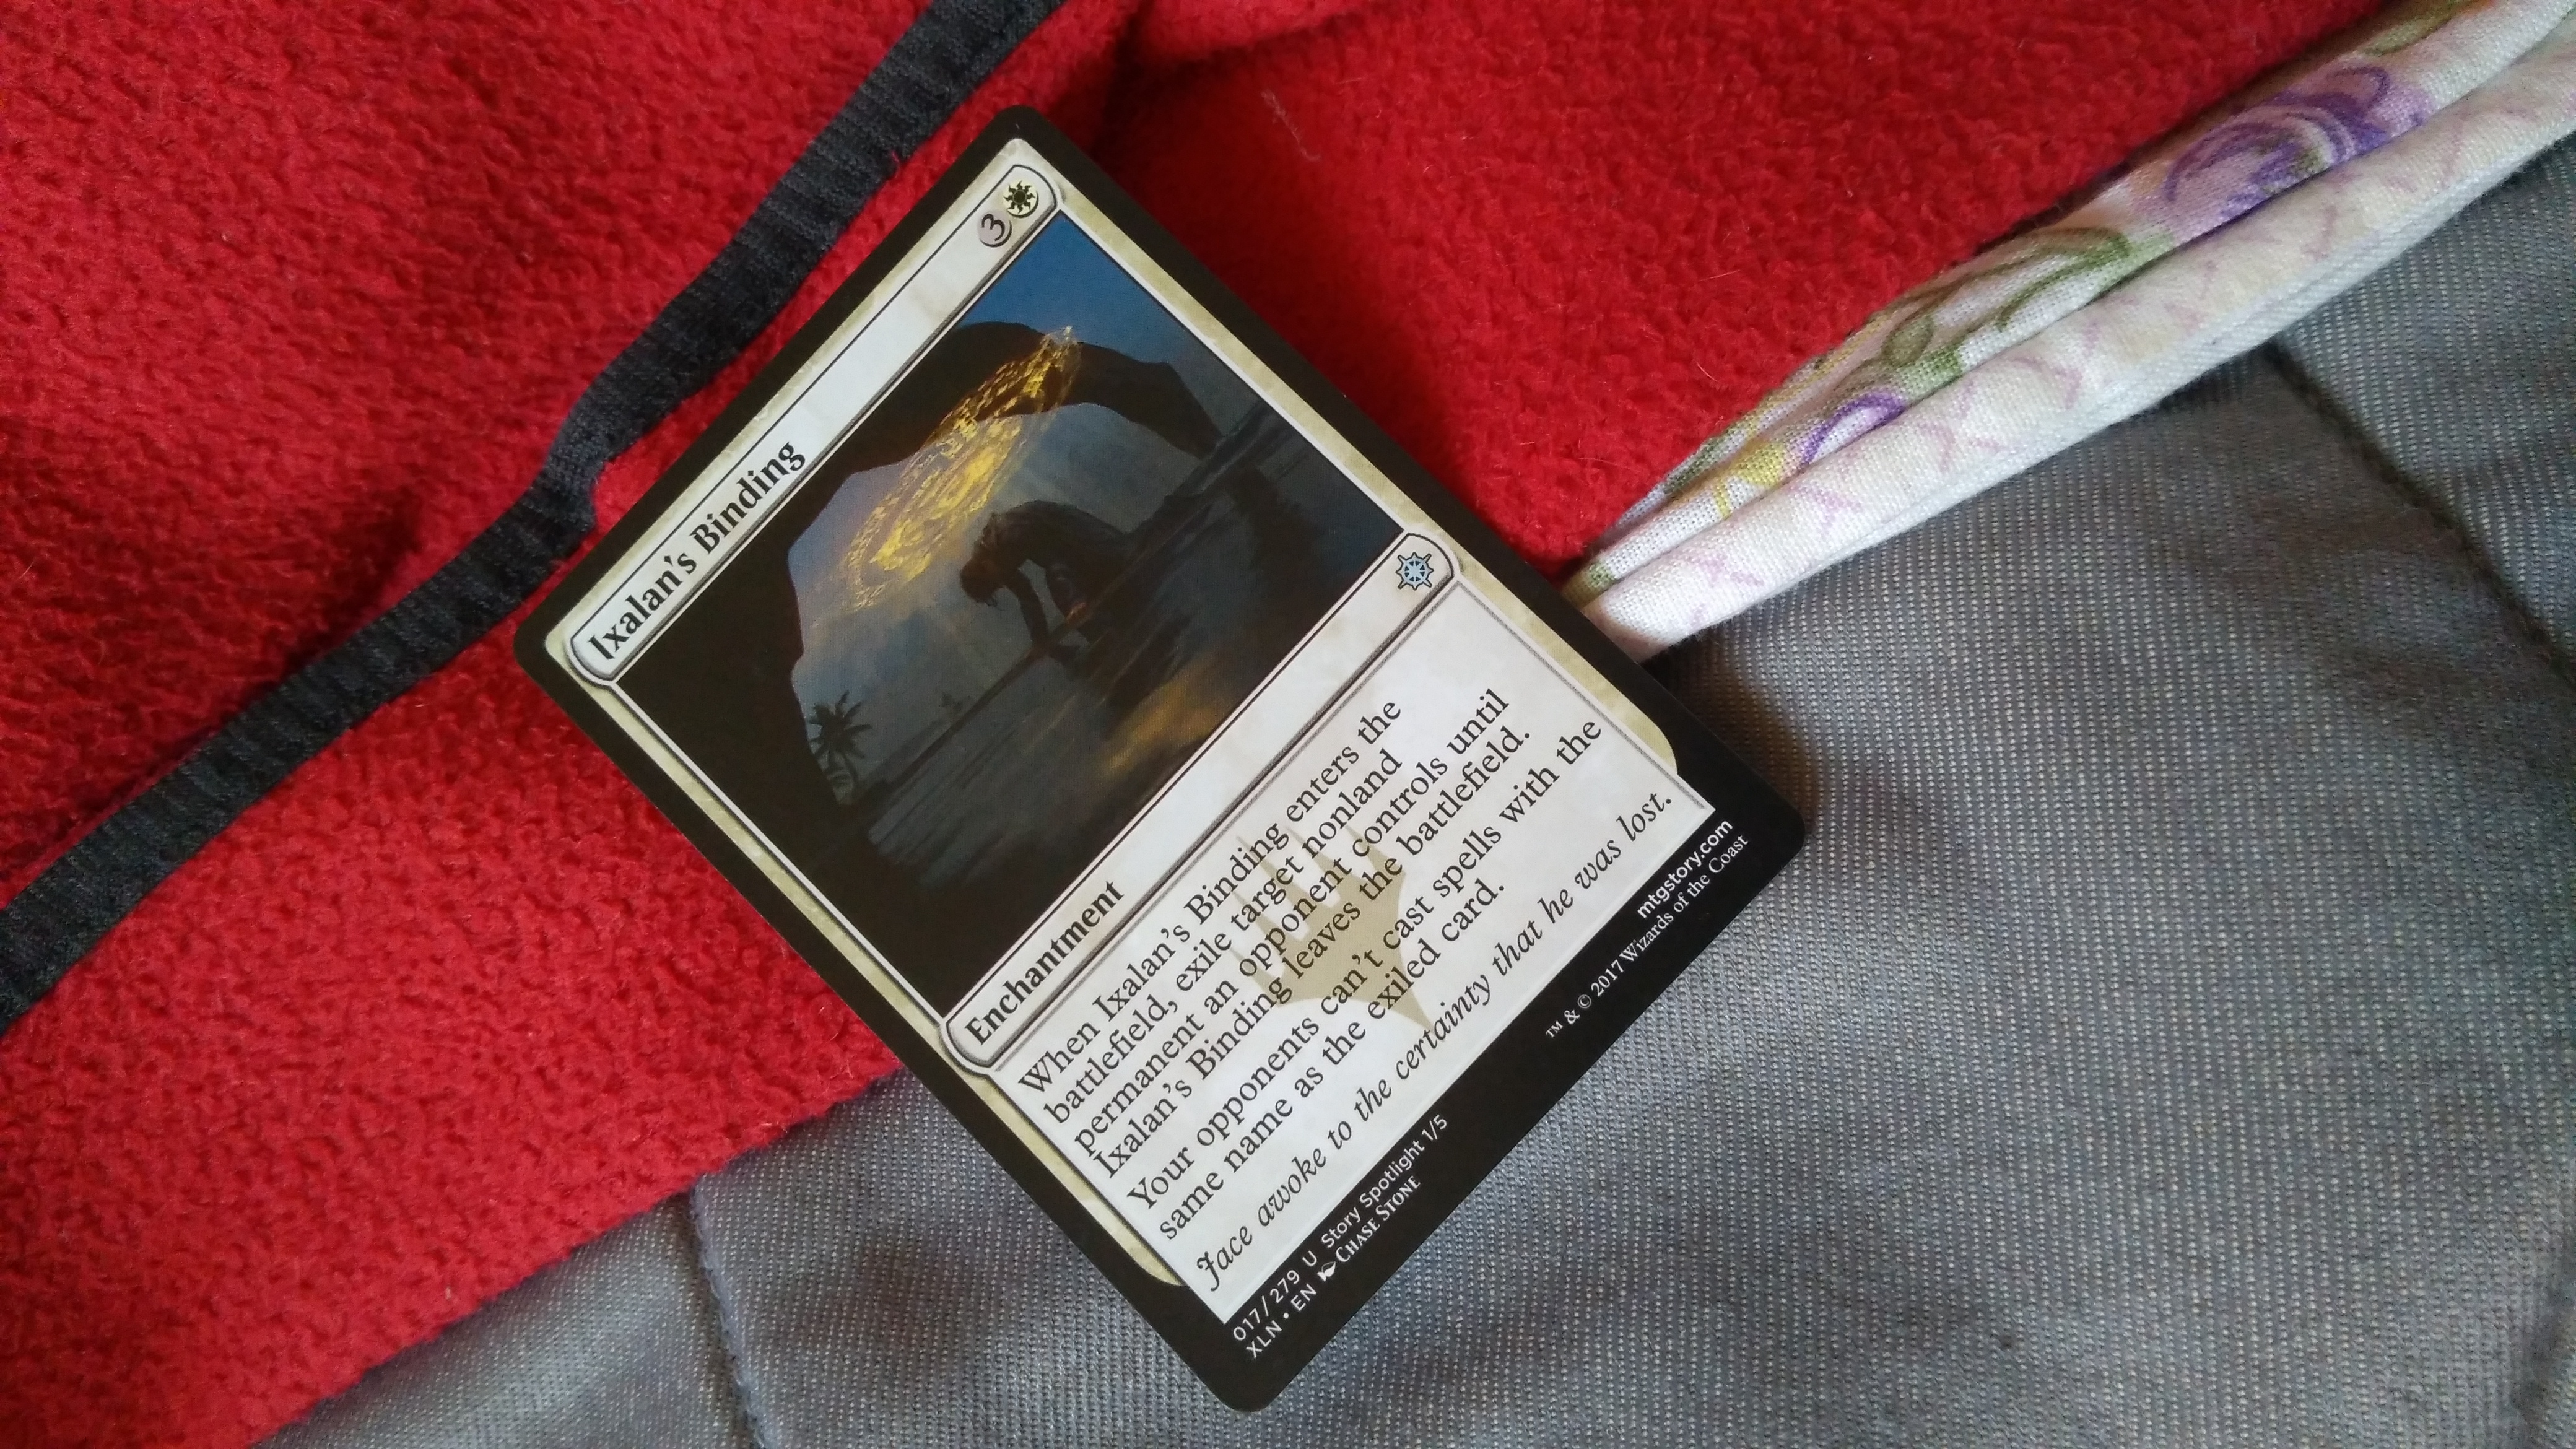 Ixalan's Binding
3
Enchantment
When Ixalan's Binding enters the
battlefield, exile target nonland
permanent an opponent controls until
Ixalan's Binding leaves the battlefield.
Your opponents can't cast spells with the
same name as the exiled card.
Jace awoke to the certainty that he was lost.
017/279 U Story Spotlight 1/5
mtgstory.com
XLN • EN CHASE STONE
™ & © 2017 Wizards of the Coast